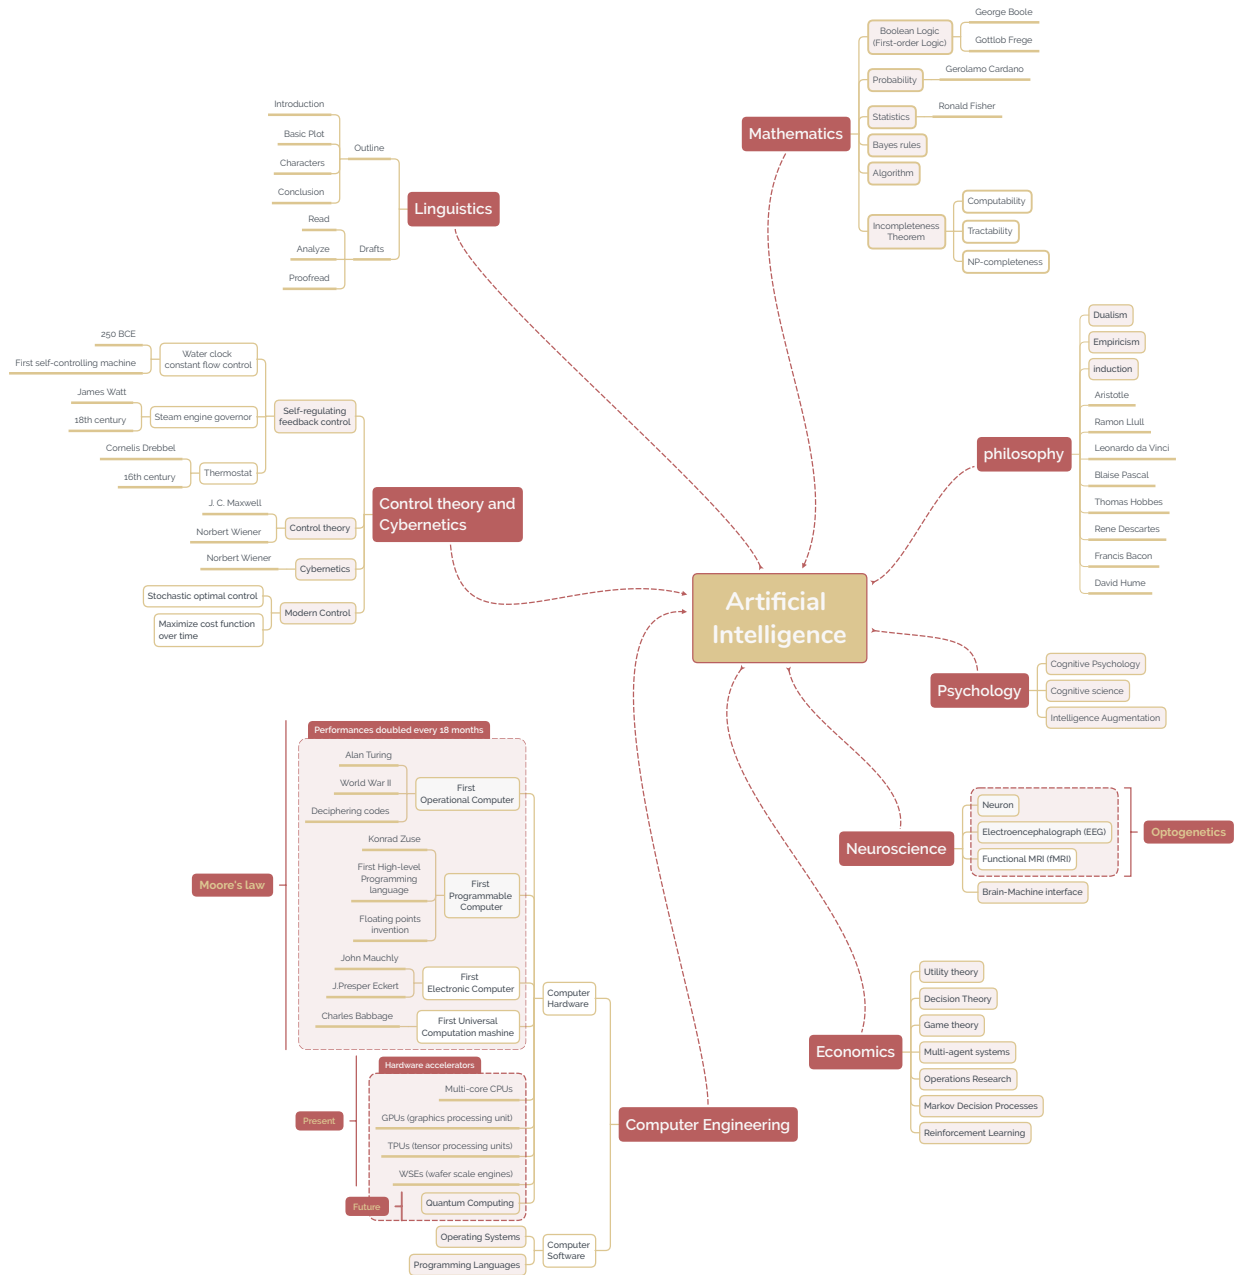 Artificial
Intelligence
Linguistics
Outline
Introduction
Basic Plot
Characters
Conclusion
Drafts
Read
Analyze
Proofread
Mathematics
Boolean Logic
(First-order Logic)
George Boole
Gottlob Frege
Probability
Gerolamo Cardano
Statistics
Ronald Fisher
Bayes rules
Algorithm
Incompleteness
Theorem
Computability
Tractability
NP-completeness
philosophy
Dualism
Empiricism
induction
Aristotle
Ramon Llull
Leonardo da Vinci
Blaise Pascal
Thomas Hobbes
Rene Descartes
Francis Bacon
David Hume
Control theory and
Cybernetics
Self-regulating
feedback control
Water clock
constant flow control
250 BCE
First self-controlling machine
Steam engine governor
James Watt
18th century
Thermostat
Cornelis Drebbel
16th century
Control theory
J. C. Maxwell
Norbert Wiener
Cybernetics
Norbert Wiener
Modern Control
Stochastic optimal control
Maximize cost function
over time
Psychology
Cognitive Psychology
Cognitive science
Intelligence Augmentation
Neuroscience
Neuron
Electroencephalograph (EEG)
Functional MRI (fMRI)
Brain-Machine interface
Optogenetics
Economics
Utility theory
Decision Theory
Game theory
Multi-agent systems
Operations Research
Markov Decision Processes
Reinforcement Learning
Computer Engineering
Computer
Hardware
Moore's law
Performances doubled every 18 months
First
Operational Computer
Alan Turing
World War II
Deciphering codes
First
Programmable
Computer
Konrad Zuse
First High-level
Programming
language
Floating points
invention
First
Electronic Computer
John Mauchly
J.Presper Eckert
First Universal
Computation mashine
Charles Babbage
Present
Hardware accelerators
Multi-core CPUs
GPUs (graphics processing unit)
TPUs (tensor processing units)
WSEs (wafer scale engines)
Future
Quantum Computing
Computer
Software
Operating Systems
Programming Languages